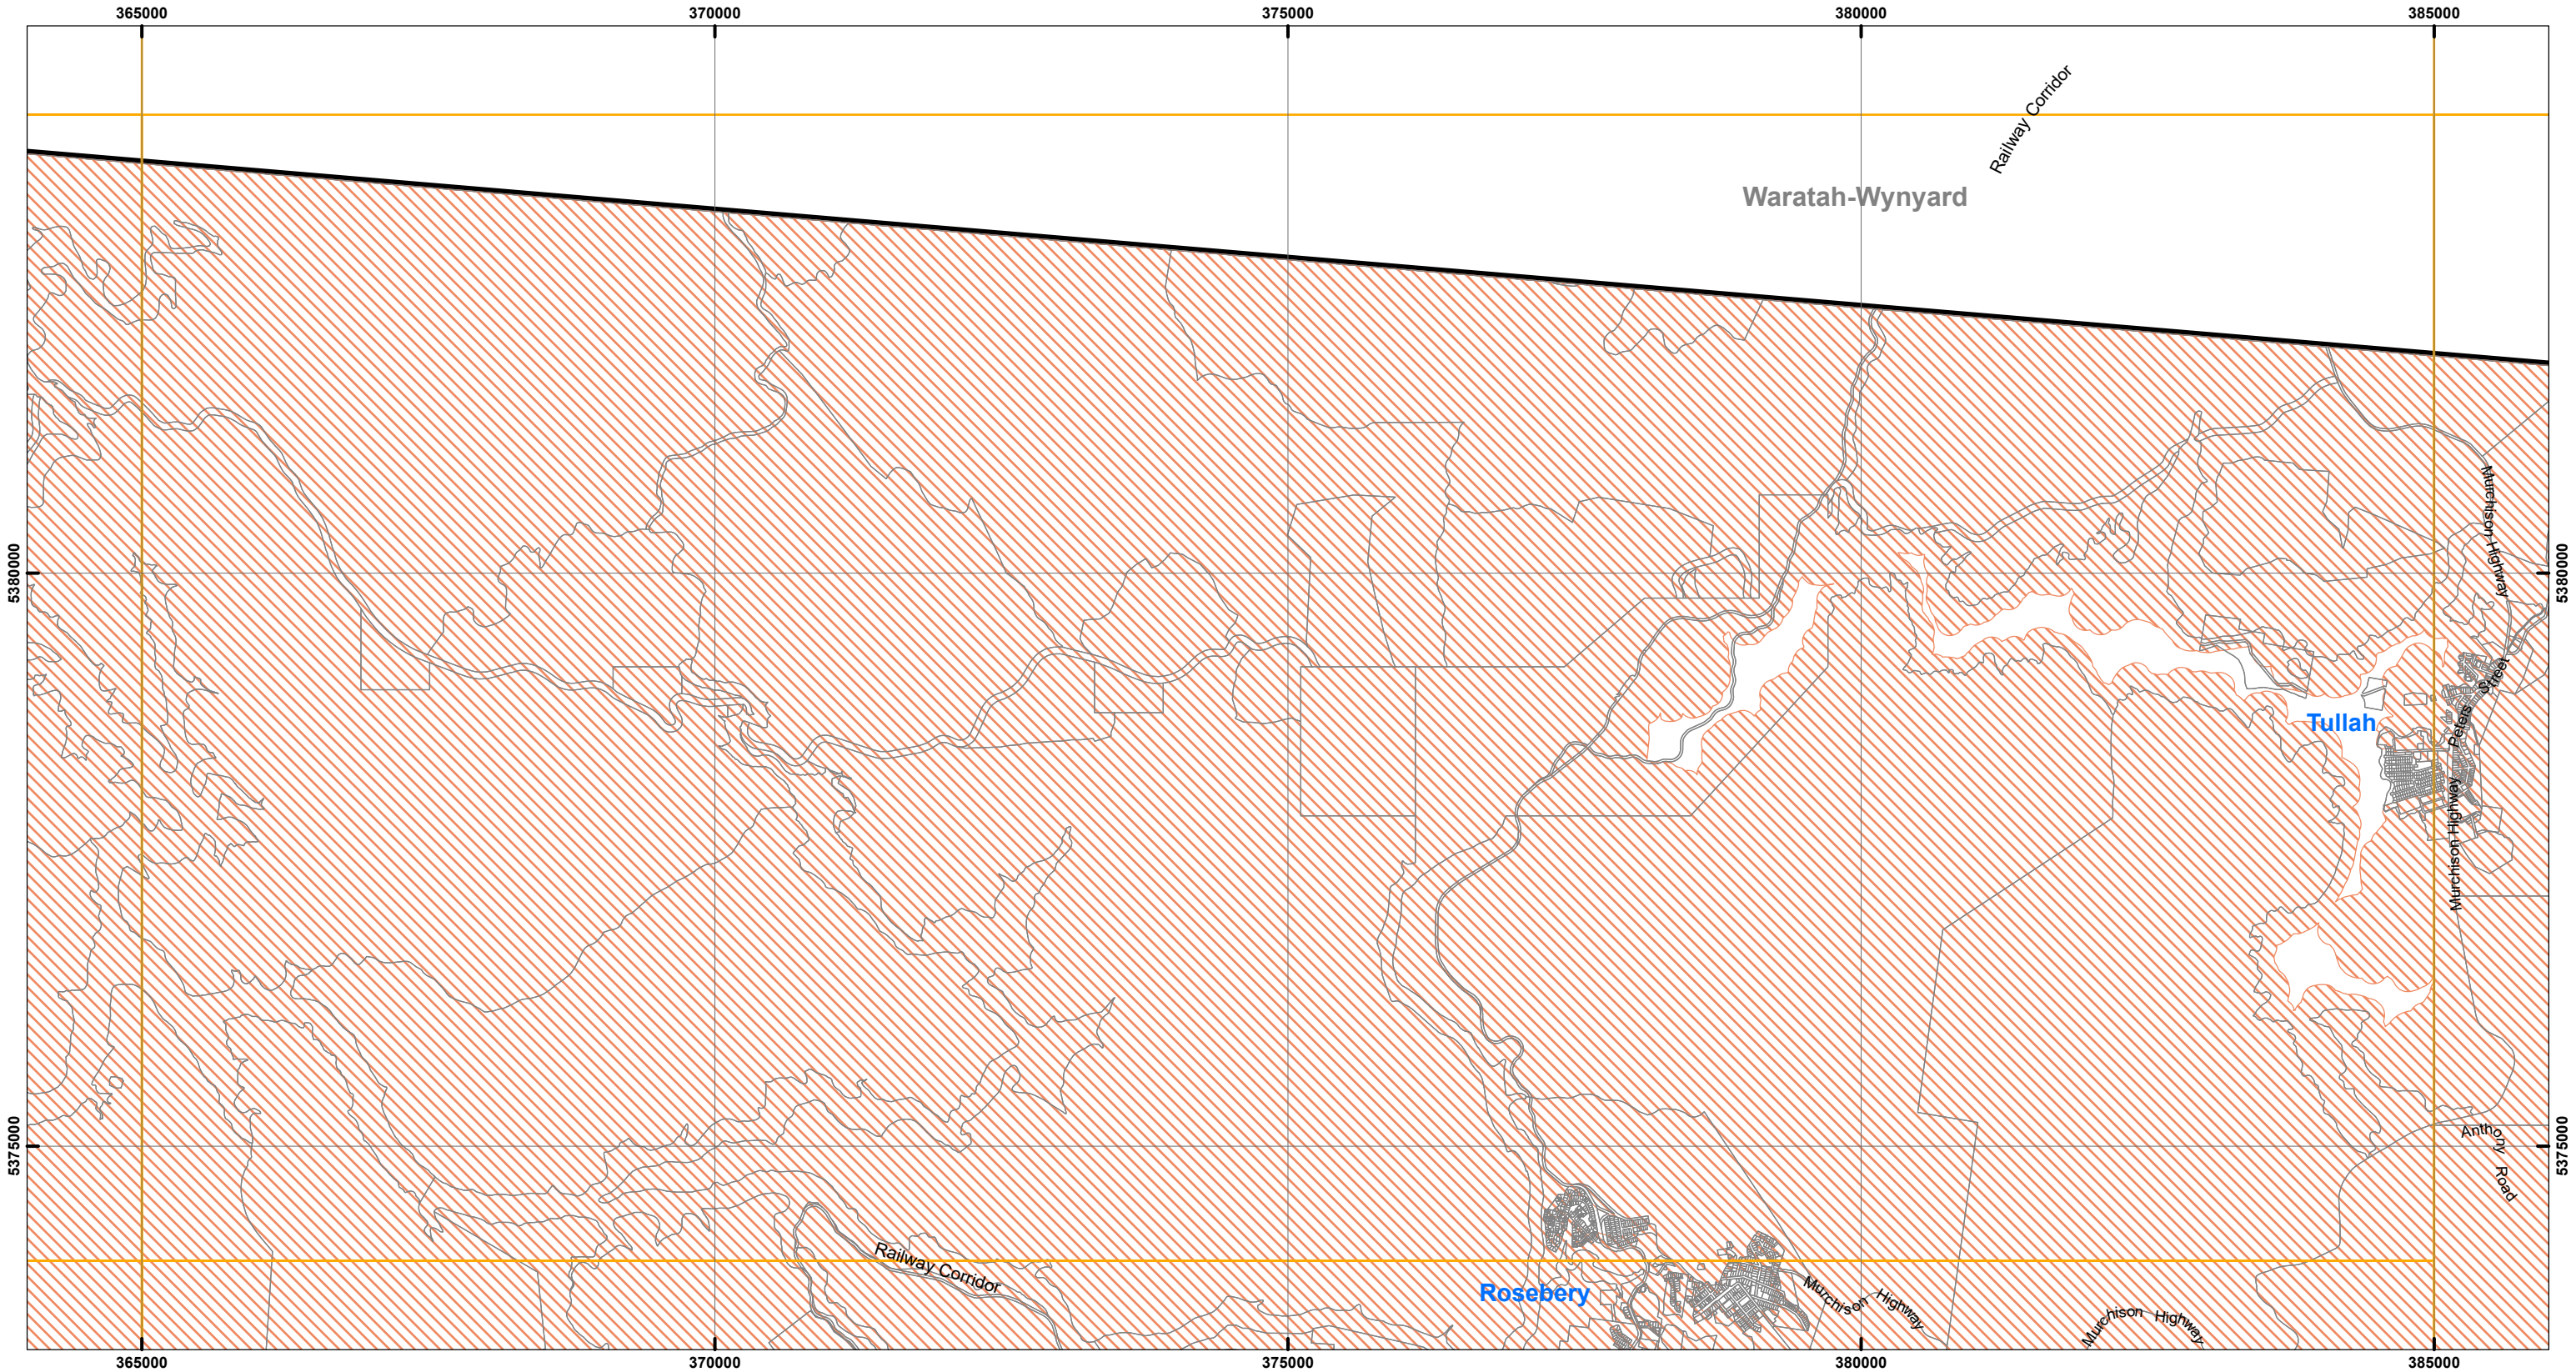 365000 370000 375000 380000 385000
Railway Corridor
Waratah-Wynyard
Murchison Highway
5380000 5380000
Peters Street
Tullah
Murchison Highway
5375000 5375000
Anthony Road
Railway Corridor
Rosebery
Murchison Highway
Murchison Highway
365000 370000 375000 380000 385000